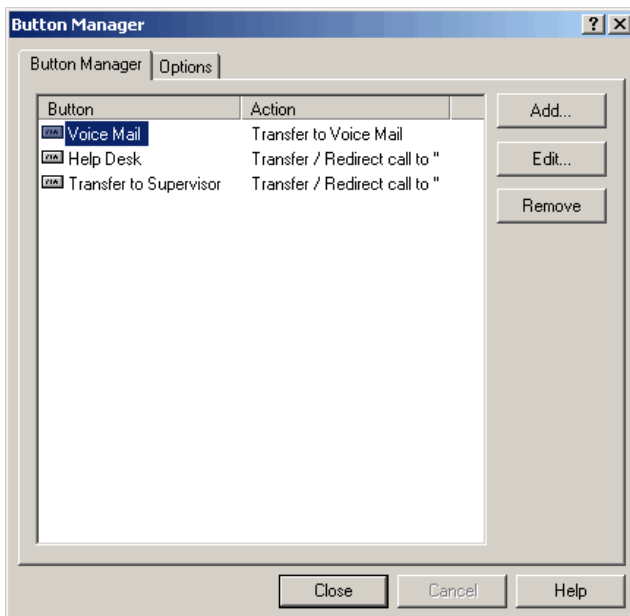 Button Manager
Button Manager Options
Button Action
Voice Mail Transfer to Voice Mail
Help Desk Transfer / Redirect call to "
Transfer to Supervisor Transfer / Redirect call to "
Add...
Edit...
Remove
Close Cancel Help